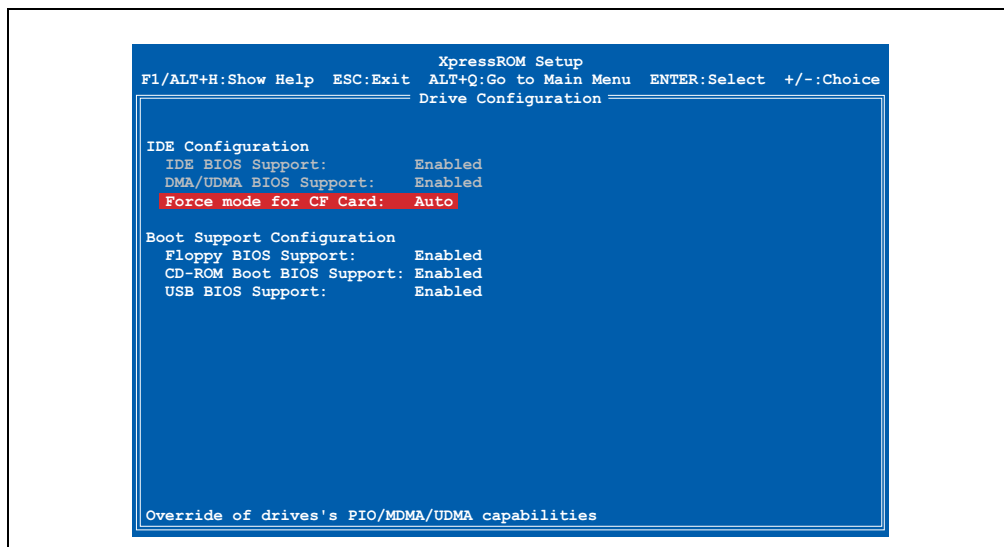 XpressROM Setup
F1/ALT+H:Show Help ESC:Exit ALT+Q:Go to Main Menu ENTER:Select +/-:Choice
Drive Configuration
IDE Configuration
IDE BIOS Support: Enabled
DMA/UDMA BIOS Support: Enabled
Force mode for CF Card: Auto
Boot Support Configuration
Floppy BIOS Support: Enabled
CD-ROM Boot BIOS Support: Enabled
USB BIOS Support: Enabled
Override of drives's PIO/MDMA/UDMA capabilities